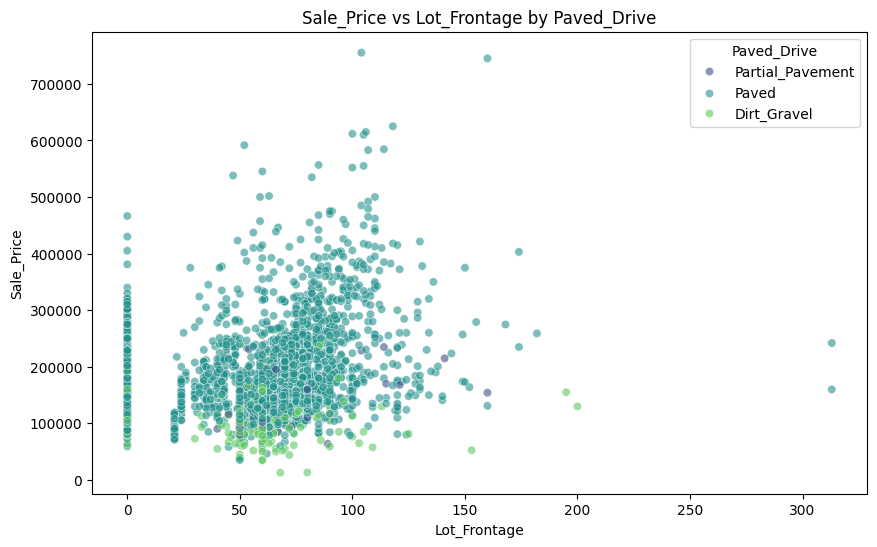 Sale_Price vs Lot_Frontage by Paved_Drive
Paved_Drive
Partial_Pavement
Paved
Dirt_Gravel
Sale_Price
700000
600000
500000
400000
300000
200000
100000
0
0 50 100 150 200 250 300
Lot_Frontage